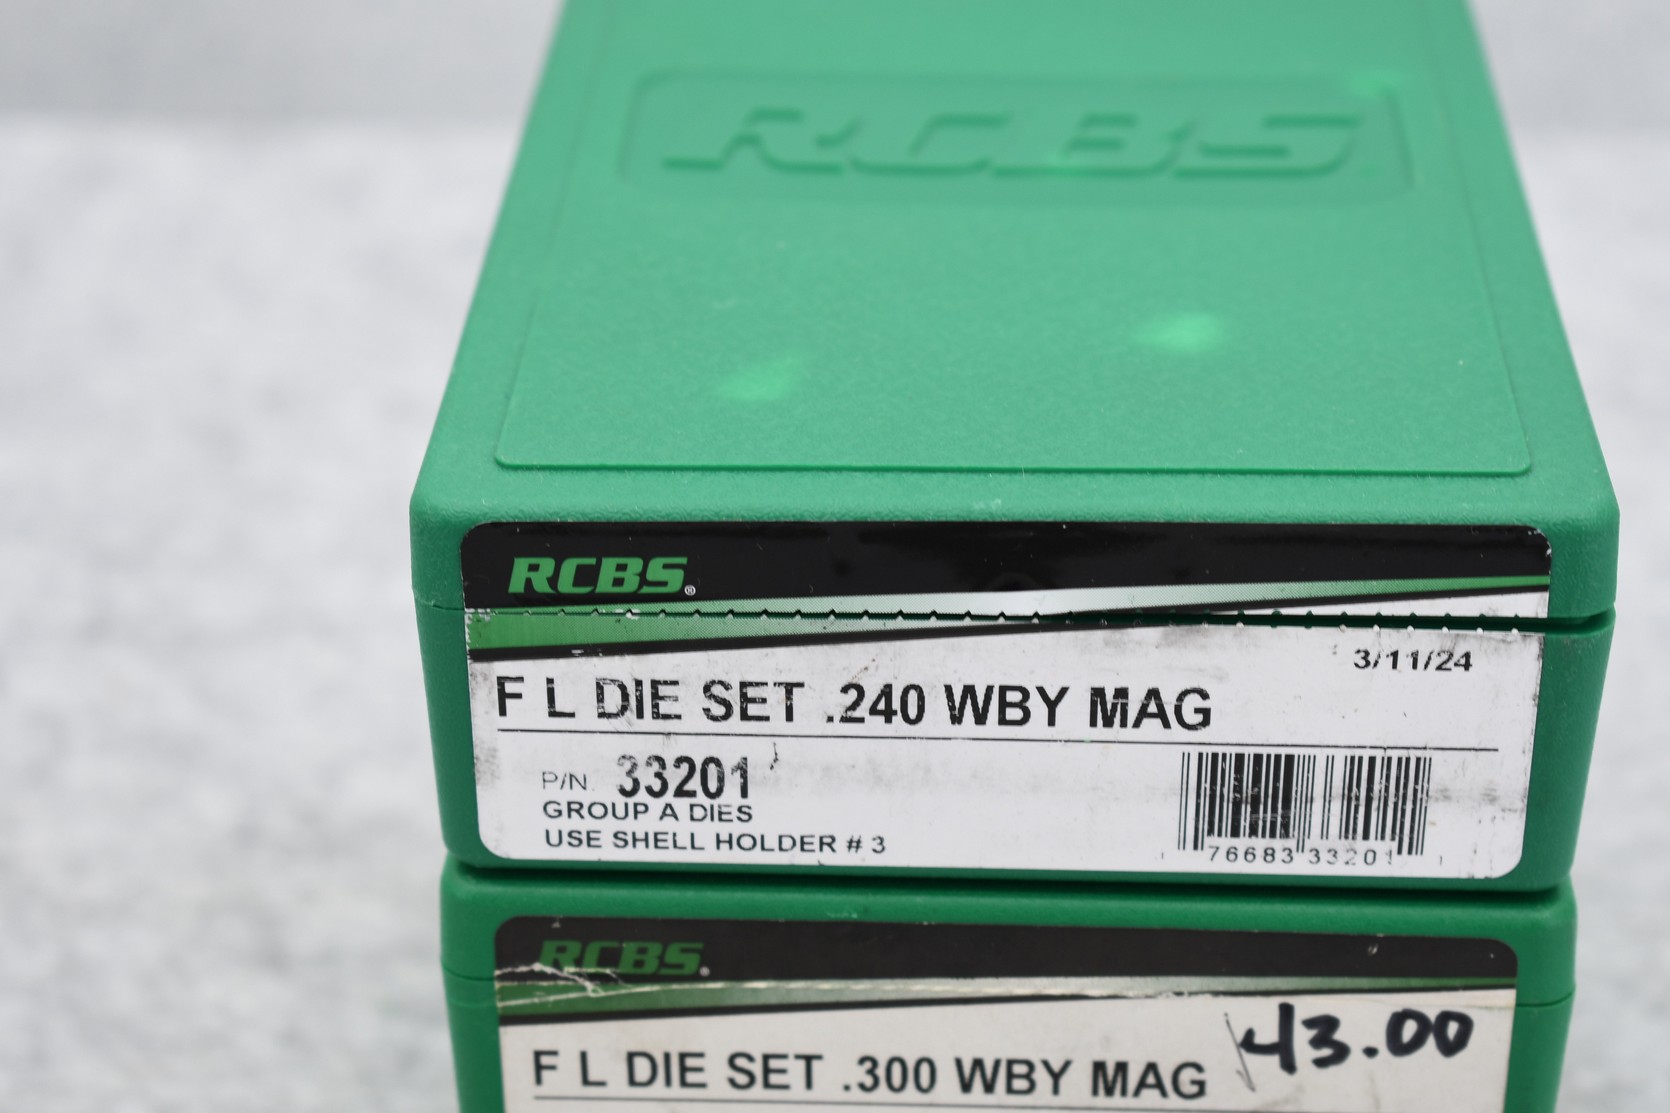 RCBS
RCBS®
3/11/24
F L DIE SET .240 WBY MAG
P/N. 33201
GROUP A DIES
USE SHELL HOLDER # 3
76683 33201
RCBS
43.00
F L DIE SET .300 WBY MAG